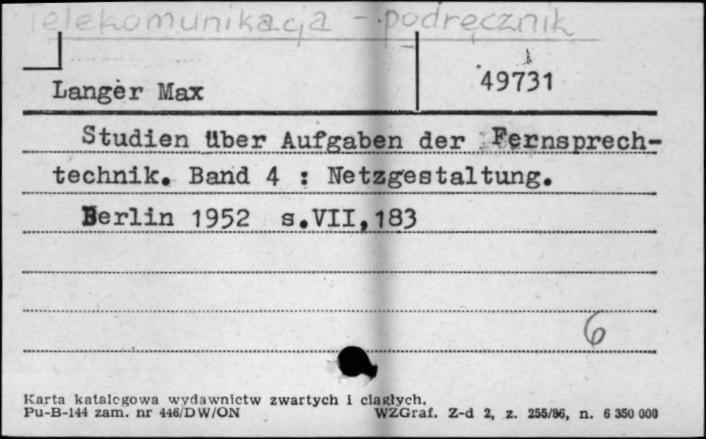 Telekomunikacja - podręcznik
Langer Max
49731
Studien über Aufgaben der Fernsprech-
technik. Band 4 : Netzgestaltung.
Berlin 1952 s.VII,183
6
Karta katalogowa wydawnictw zwartych i ciągłych.
Pu-B-144 zam. nr 446/DW/ON
WZGraf. Z-d 2, z. 255/86, n. 6 350 000